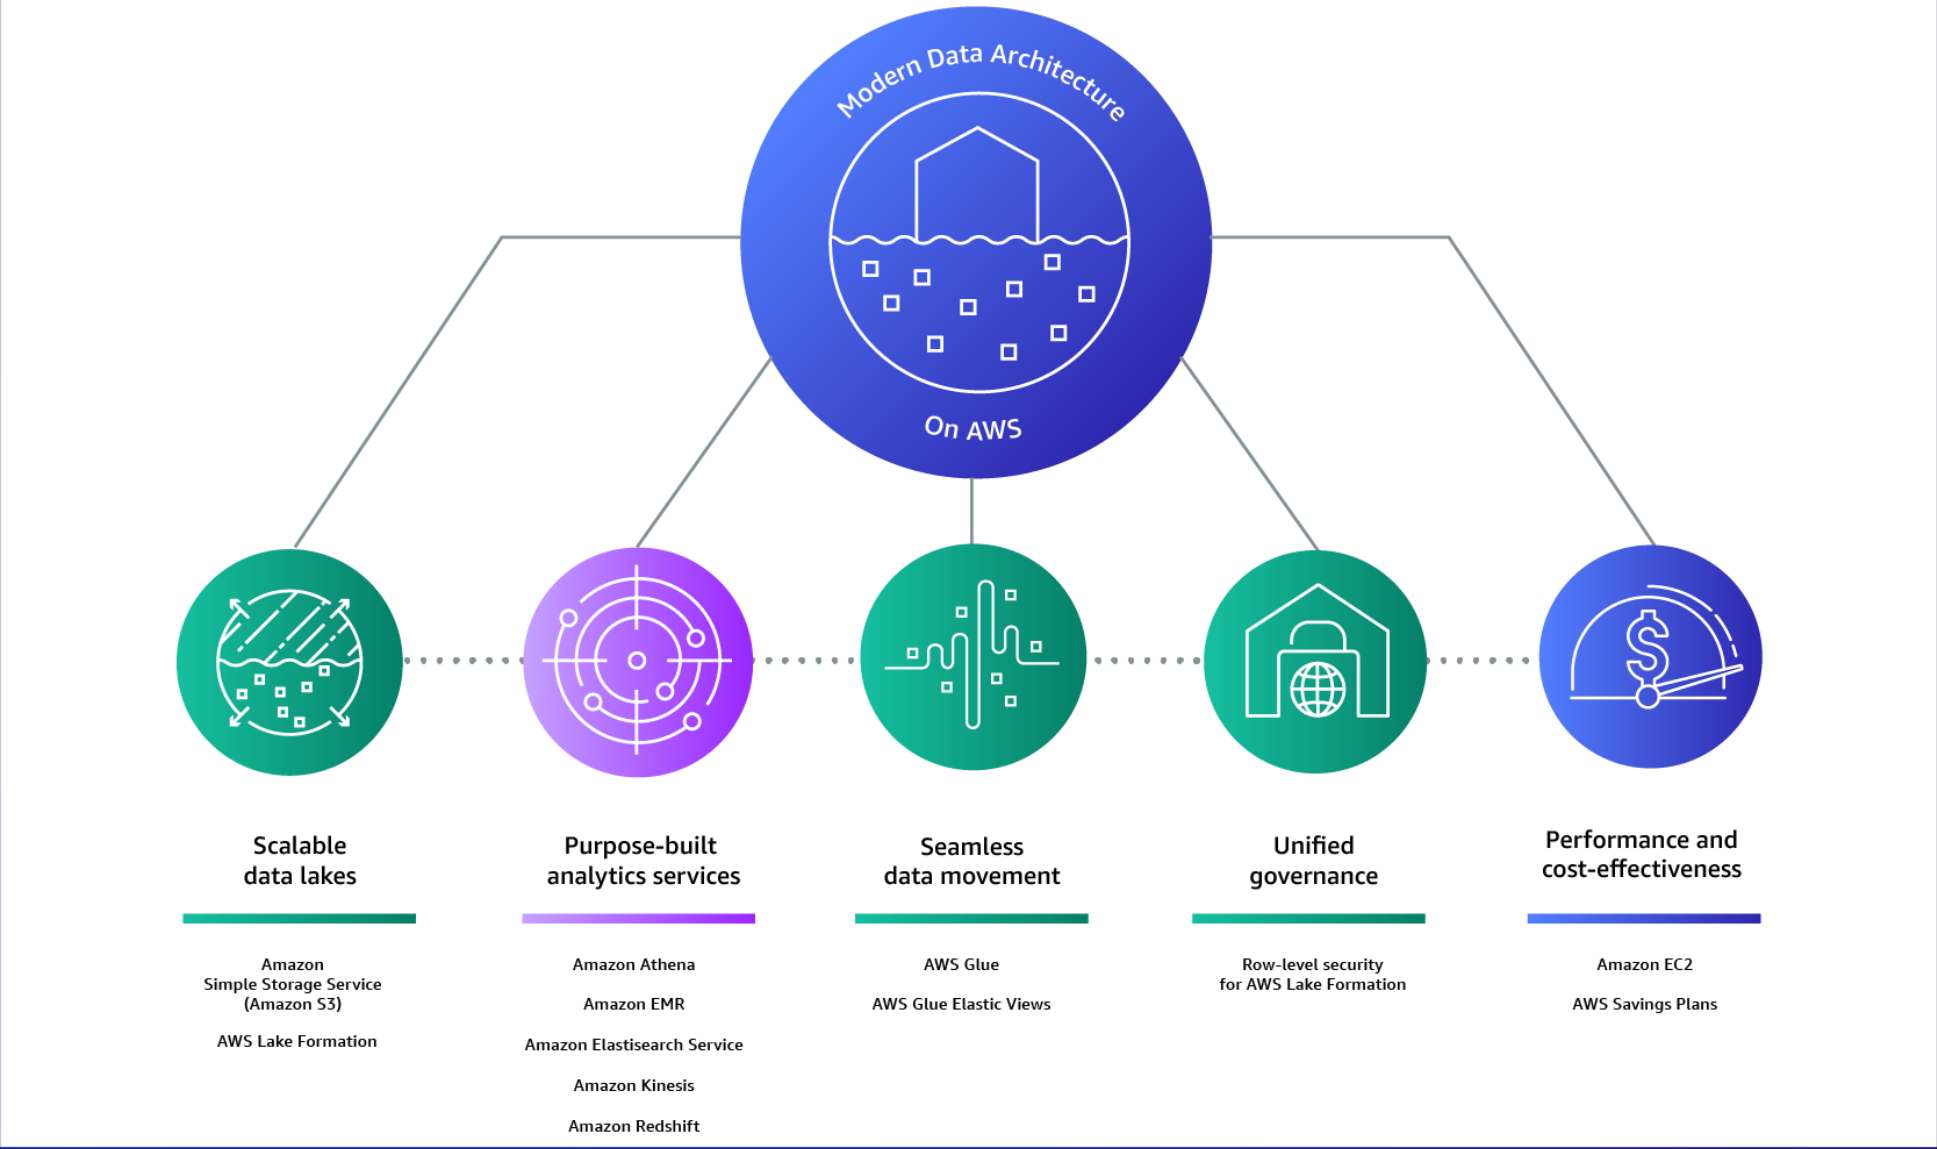 Modern Data Architecture
On AWS
Scalable
data lakes
Amazon
Simple Storage Service
(Amazon S3)
AWS Lake Formation
Purpose-built
analytics services
Amazon Athena
Amazon EMR
Amazon Elastisearch Service
Amazon Kinesis
Amazon Redshift
Seamless
data movement
AWS Glue
AWS Glue Elastic Views
Unified
governance
Row-level security
for AWS Lake Formation
Performance and
cost-effectiveness
Amazon EC2
AWS Savings Plans